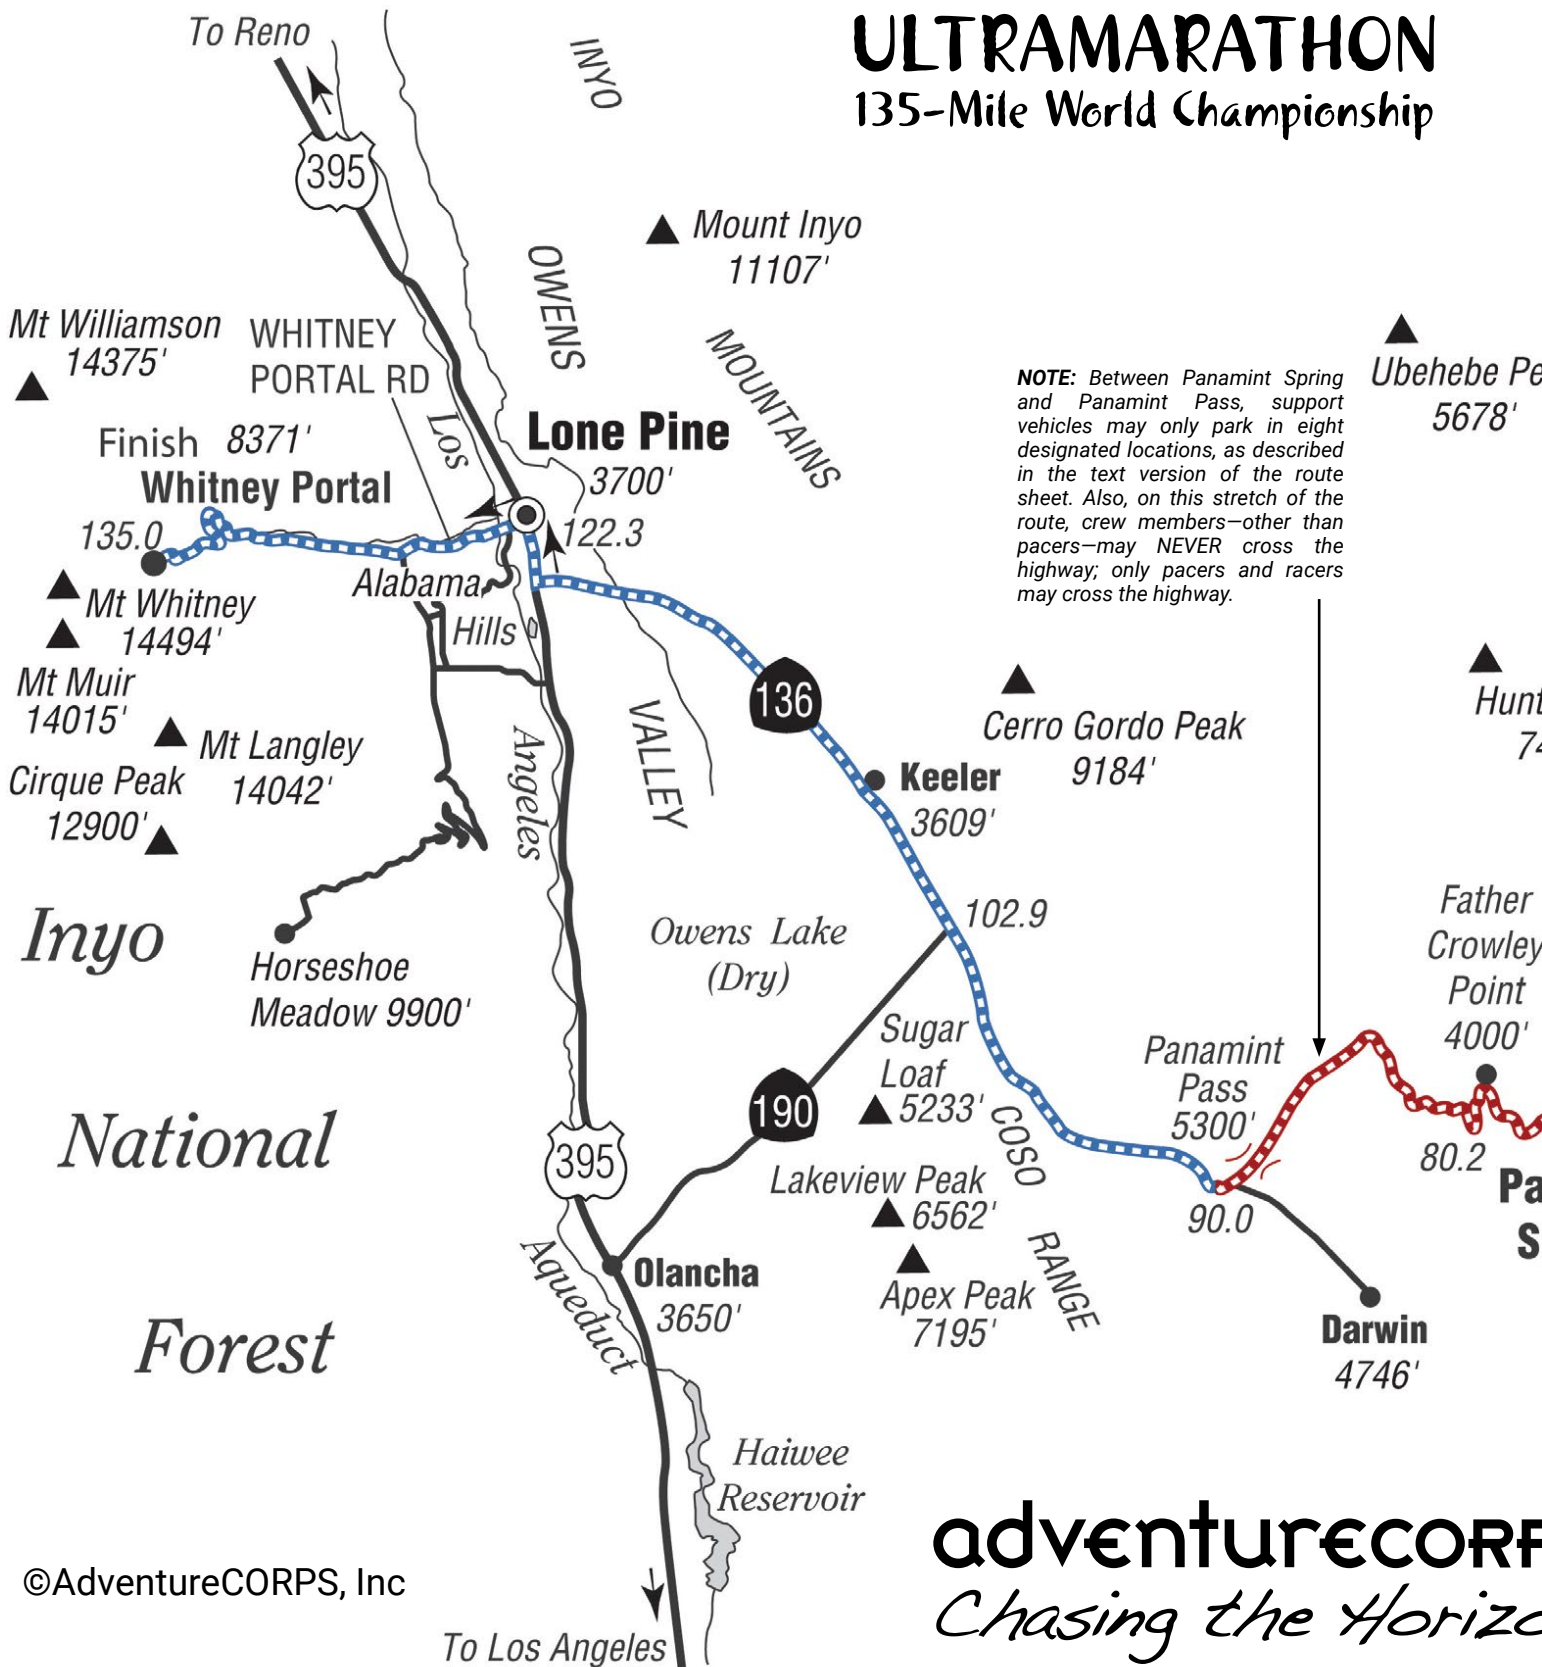 To Reno
ULTRAMARATHON
135-Mile World Championship
INYO
395
Mount Inyo
11107'
OWENS
Mt Williamson
14375'
WHITNEY
PORTAL RD
MOUNTAINS
Ubehebe Pe
5678'
NOTE: Between Panamint Spring
and Panamint Pass, support
vehicles may only park in eight
designated locations, as described
in the text version of the route
sheet. Also, on this stretch of the
route, crew members—other than
pacers—may NEVER cross the
highway; only pacers and racers
may cross the highway.
Los
Lone Pine
3700'
Finish 8371'
Whitney Portal
135.0
122.3
Alabama
Hills
Mt Whitney
14494'
Mt Muir
14015'
136
VALLEY
Cerro Gordo Peak
9184'
Hunt
74
Mt Langley
14042'
Angeles
Keeler
3609'
Cirque Peak
12900'
Inyo
Horseshoe
Meadow 9900'
Owens Lake
(Dry)
102.9
Father
Crowley
Point
4000'
Sugar
Loaf
5233'
Panamint
Pass
5300'
190
COSO
National
395
Lakeview Peak
6562'
80.2
Pa
S
90.0
Aqueduct
Olancha
3650'
Apex Peak
7195'
RANGE
Forest
Darwin
4746'
Haiwee
Reservoir
adventurecorp
©AdventureCORPS, Inc
Chasing the Horizo
To Los Angeles